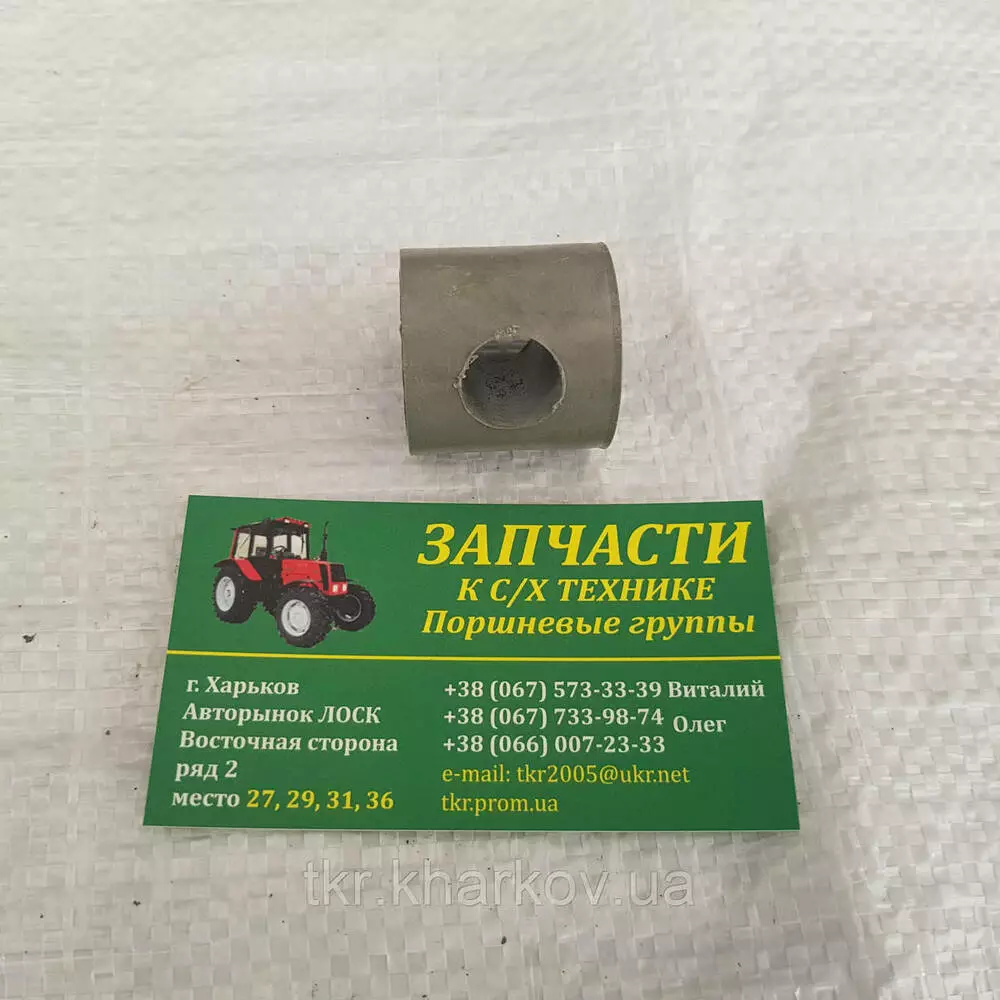 ЗАПЧАСТИ
К С/Х ТЕХНИКЕ
Поршневые группы
г. Харьков
Авторынок ЛОСК
Восточная сторона
ряд 2
место 27, 29, 31, 36
+38 (067) 573-33-39 Виталий
+38 (067) 733-98-74 Олег
+38 (066) 007-23-33
e-mail: tkr2005@ukr.net
tkr.prom.ua
tkr.kharkov.ua